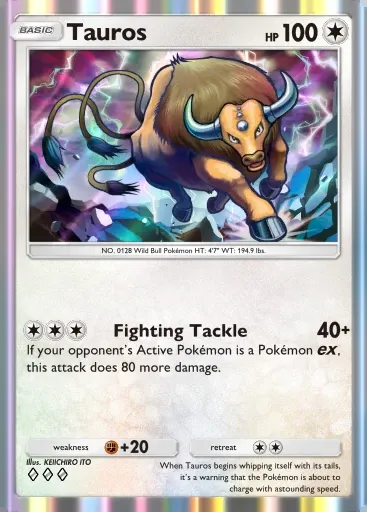 BASIC Tauros HP 100
NO. 0128 Wild Bull Pokémon HT: 4'7" WT: 194.9 lbs.
Fighting Tackle 40+
If your opponent's Active Pokémon is a Pokémon ex,
this attack does 80 more damage.
weakness +20 retreat
Illus. KEIICHIRO ITO
When Tauros begins whipping itself with its tails,
it's a warning that the Pokémon is about to
charge with astounding speed.